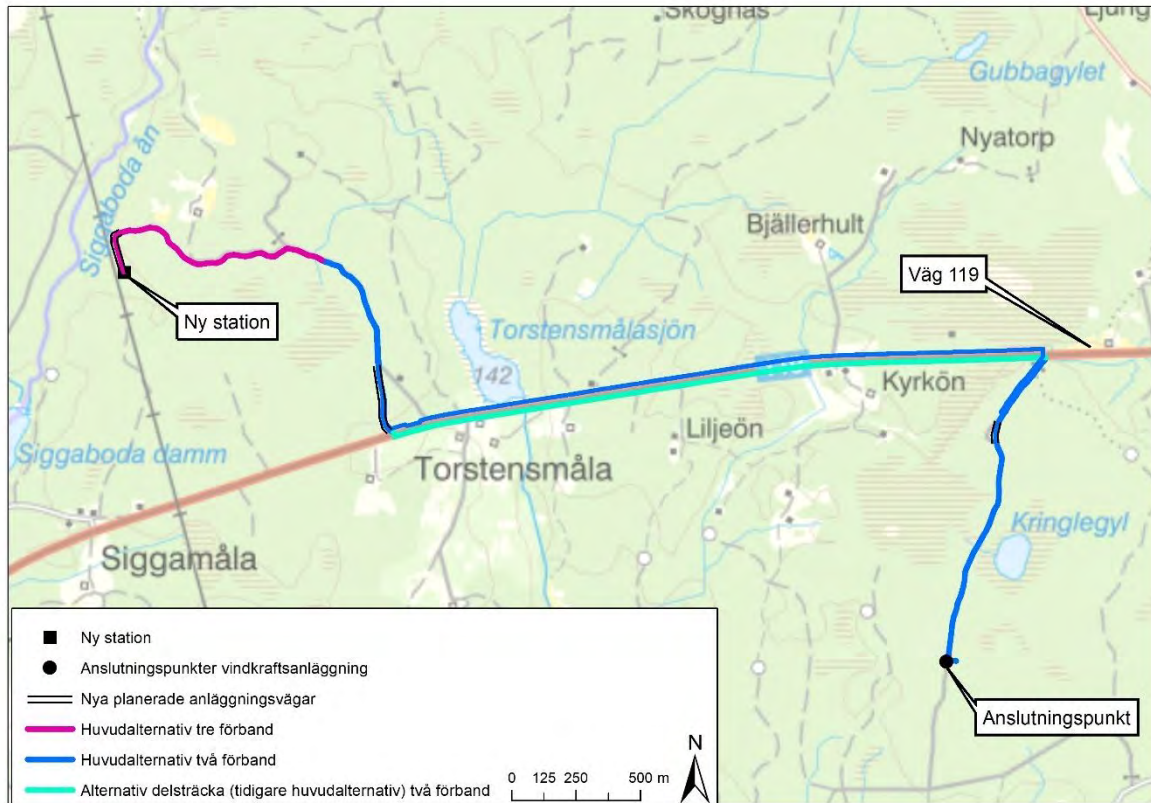 Skögnäs
Gubbagylet
Nyatorp
Siggaboda ån
Bjällerhult
Väg 119
Ny station
Torstensmålasjön
142
Kyrkön
Liljeön
Siggaboda damm
Torstensmåla
Kringlegyl
Siggamåla
Anslutningspunkt
Ny station
Anslutningspunkter vindkraftsanläggning
Nya planerade anläggningsvägar
Huvudalternativ tre förband
Huvudalternativ två förband
Alternativ delsträcka (tidigare huvudalternativ) två förband
N
0 125 250 500 m